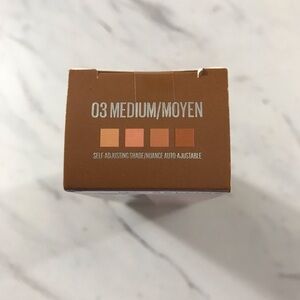 03 MEDIUM/MOYEN
SELF ADJUSTING SHADE/NUANCE AUTO-AJUSTABLE